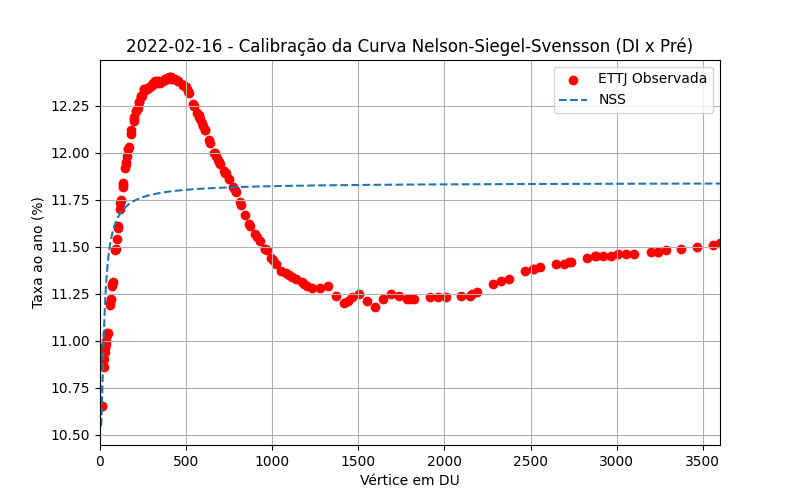 2022-02-16 - Calibração da Curva Nelson-Siegel-Svensson (DI x Pré)
ETTJ Observada
NSS
Taxa ao ano (%)
12.25
12.00
11.75
11.50
11.25
11.00
10.75
10.50
0 500 1000 1500 2000 2500 3000 3500
Vértice em DU